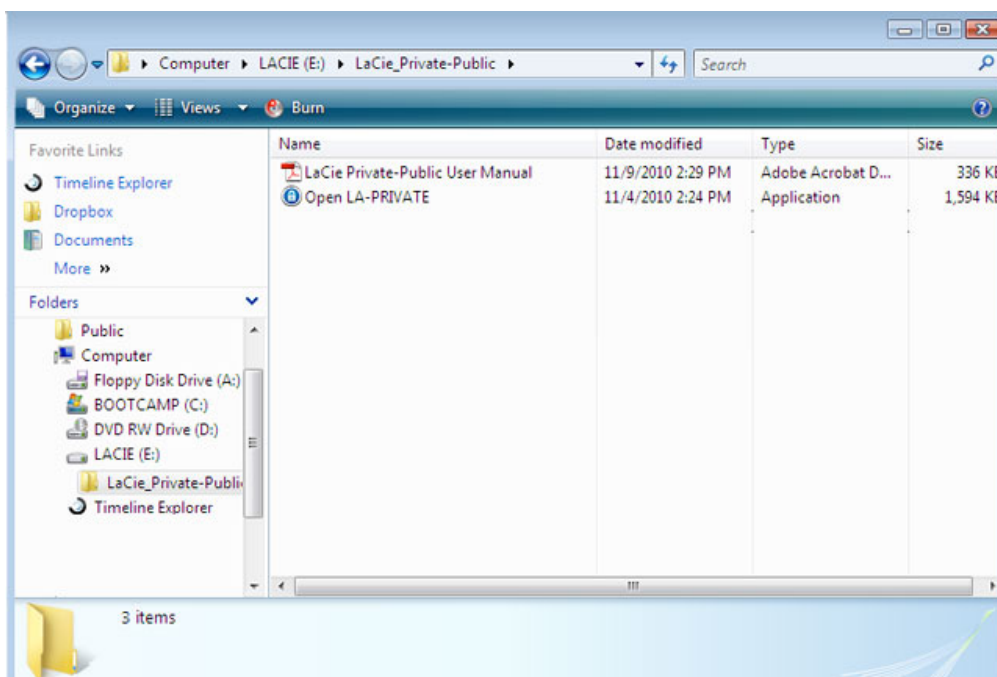 Computer LACIE (E:) LaCie_Private-Public Search
Organize Views Burn
Favorite Links
Timeline Explorer
Dropbox
Documents
More »
Folders
Public
Computer
Floppy Disk Drive (A:)
BOOTCAMP (C:)
DVD RW Drive (D:)
LACIE (E:)
LaCie_Private-Publi
Timeline Explorer
Name Date modified Type Size
LaCie Private-Public User Manual 11/9/2010 2:29 PM Adobe Acrobat D... 336 KB
Open LA-PRIVATE 11/4/2010 2:24 PM Application 1,594 KB
3 items